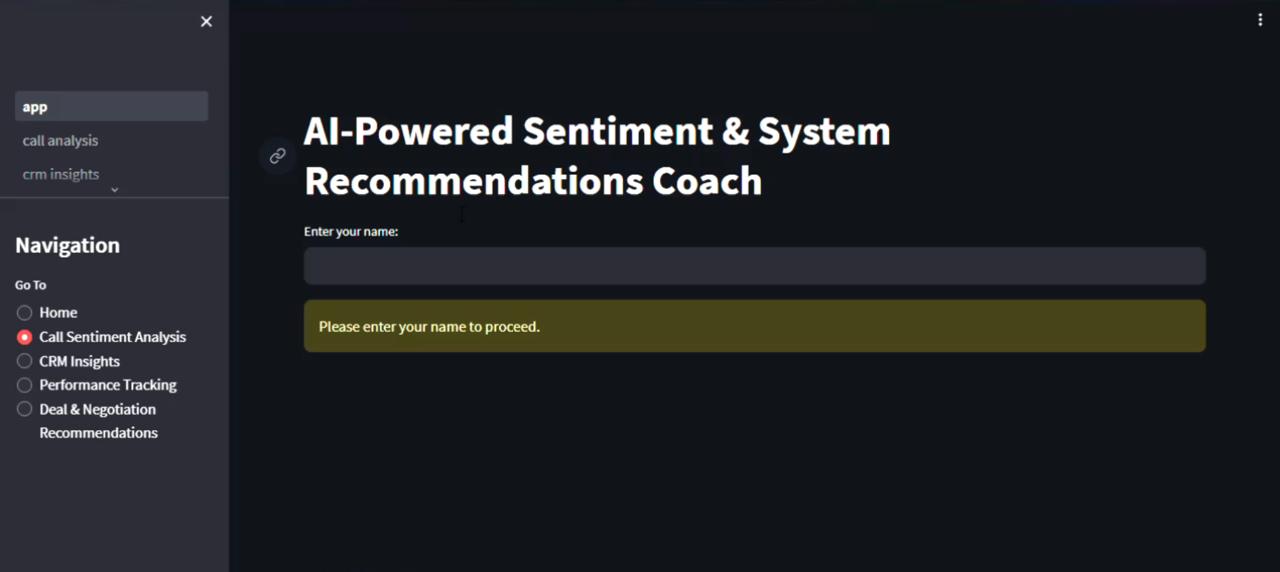 app
call analysis
crm insights
Navigation
Go To
Home
Call Sentiment Analysis
CRM Insights
Performance Tracking
Deal & Negotiation
Recommendations
AI-Powered Sentiment & System
Recommendations Coach
Enter your name:
Please enter your name to proceed.